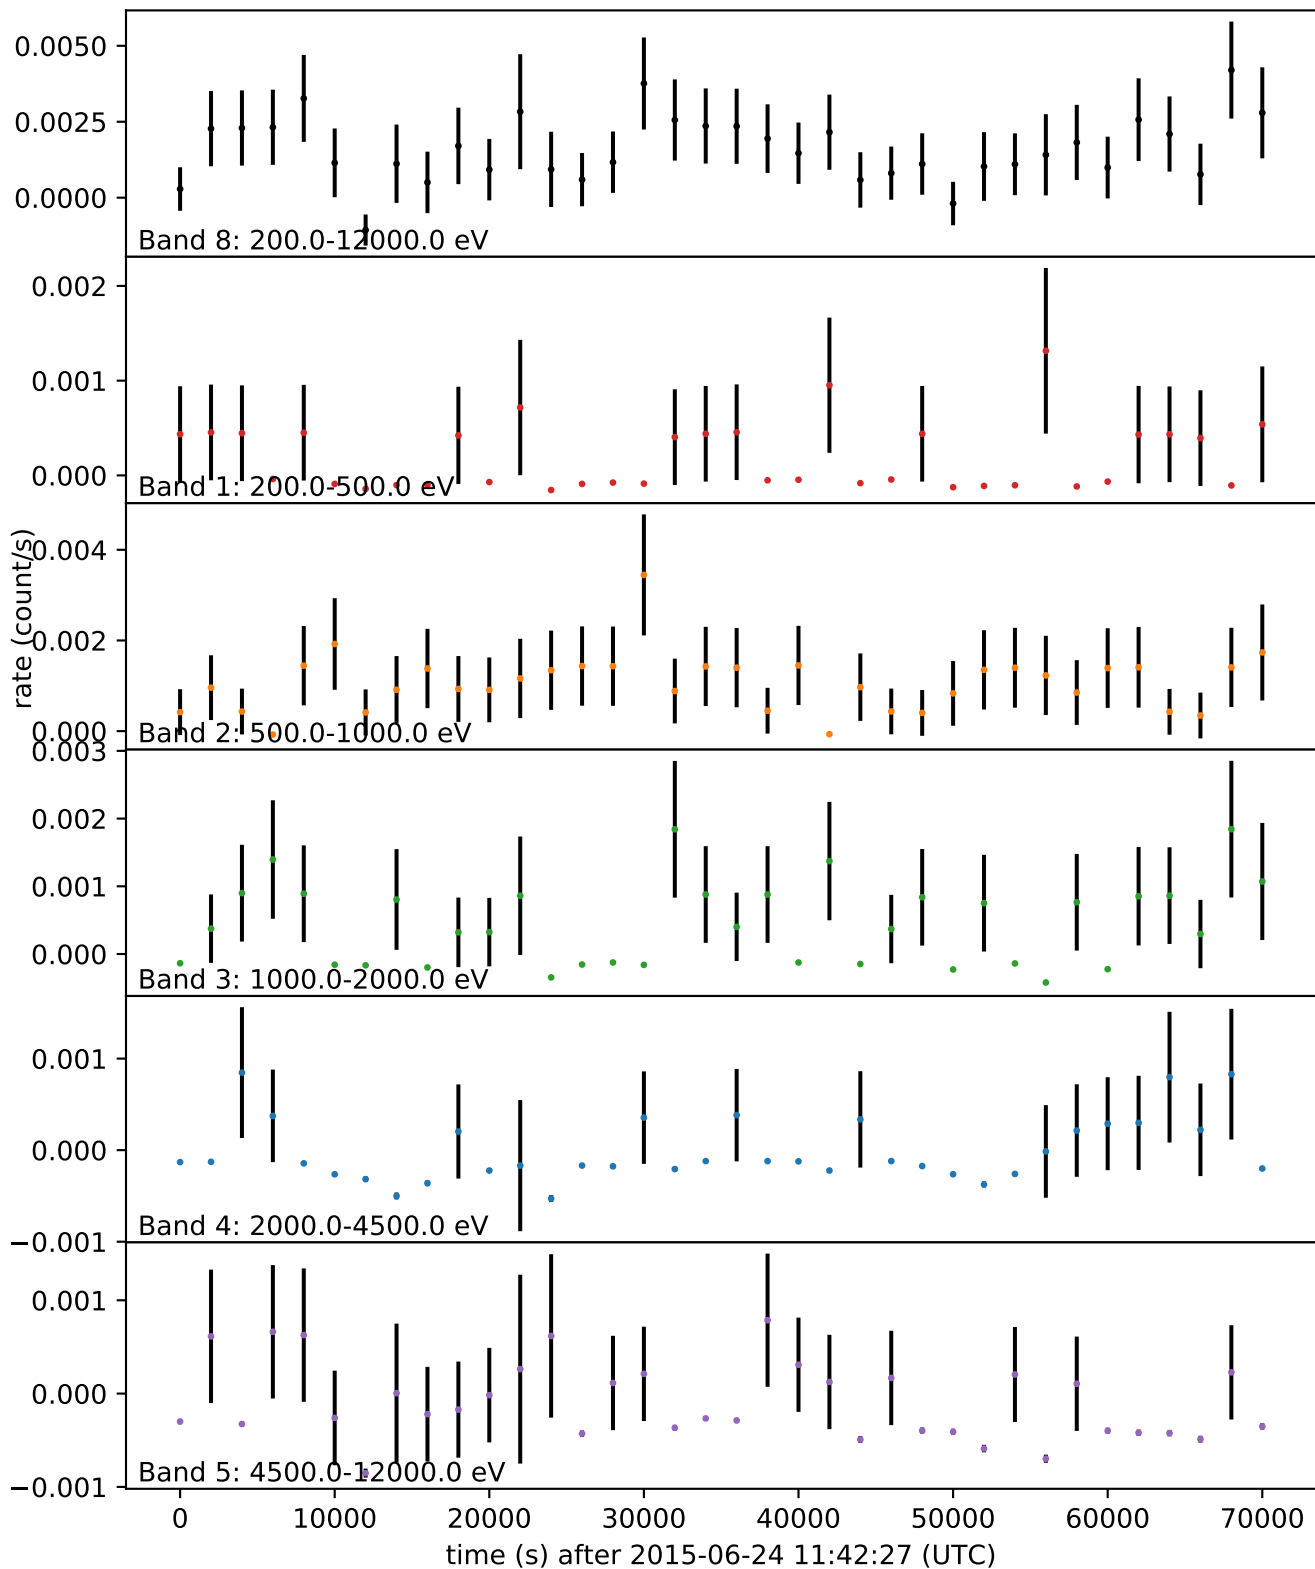 0.0050
0.0025
0.0000
Band 8: 200.0-12000.0 eV
0.002
0.001
0.000
Band 1: 200.0-500.0 eV
rate (count/s)
0.004
0.002
0.000
Band 2: 500.0-1000.0 eV
0.003
0.002
0.001
0.000
Band 3: 1000.0-2000.0 eV
0.001
0.000
−0.001
Band 4: 2000.0-4500.0 eV
0.001
0.000
−0.001
Band 5: 4500.0-12000.0 eV
0 10000 20000 30000 40000 50000 60000 70000
time (s) after 2015-06-24 11:42:27 (UTC)